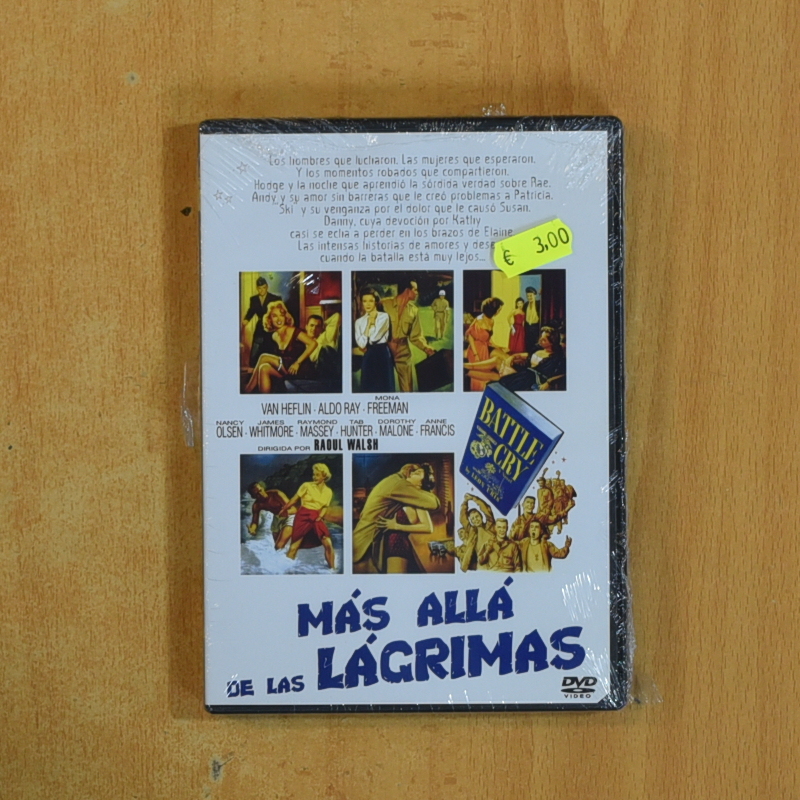 Los hombres que lucharon. Las mujeres que esperaron.
Y los momentos robados que compartieron.
Hodge y la noche que aprendió la sórdida verdad sobre Rae.
Andy y su amor sin barreras que le creó problemas a Patricia.
Ski y su venganza por el dolor que le causó Susan.
Danny, cuya devoción por Kathy
casi se echa a perder en los brazos de Elaine
Las intensas historias de amores y
cuando la batalla está muy lejos...
€ 3,00
VAN HEFLIN · ALDO RAY · MONA FREEMAN
NANCY OLSEN · JAMES WHITMORE · RAYMOND MASSEY · TAB HUNTER · DOROTHY MALONE · ANNE FRANCIS
DIRIGIDA POR RAOUL WALSH
BATTLE
CRY
by
MÁS ALLÁ
DE LAS LÁGRIMAS
DVD
VIDEO